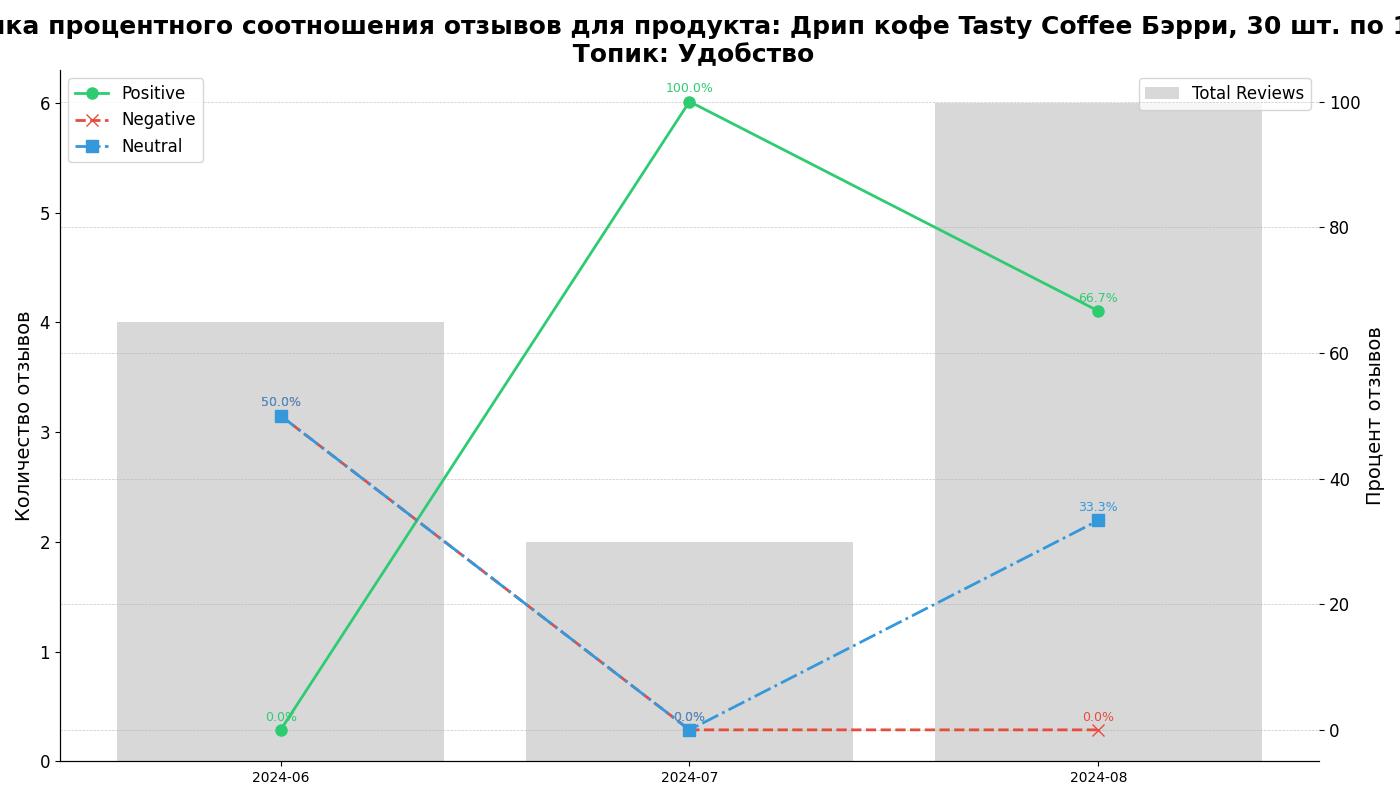 процентного соотношения отзывов для продукта: Дрип кофе Tasty Coffee Бэрри, 30 шт. по
Топик: Удобство
Positive
Negative
Neutral
Total Reviews
100.0%
66.7%
50.0%
33.3%
0.0%
0.0%
0.0%
6
5
4
3
2
1
0
Количество отзывов
100
80
60
40
20
0
Процент отзывов
2024-06
2024-07
2024-08